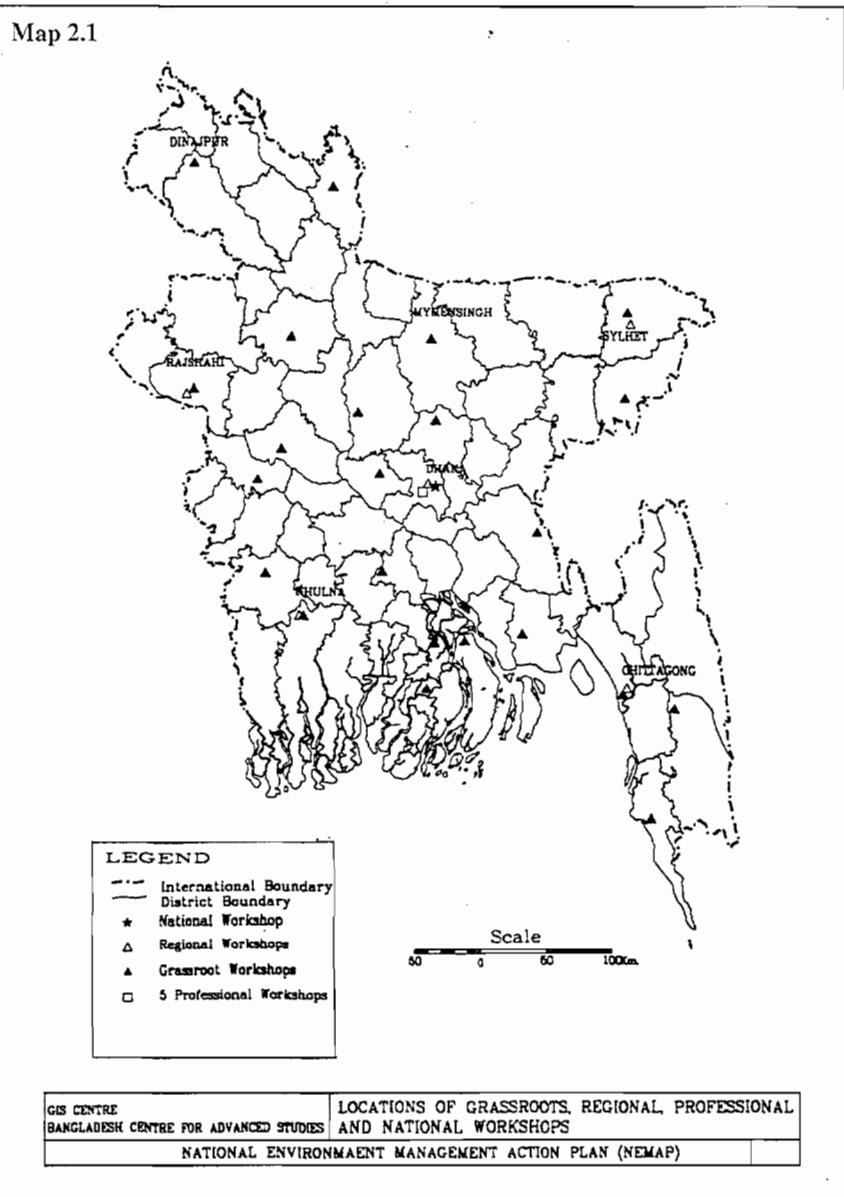 Map 2.1
DINAJPUR
MYMENSINGH
SYLHET
RAJSHAHI
DHAKA
KHULNA
CHITTAGONG
LEGEND
International Boundary
District Boundary
National Workshop
Regional Workshops
Grassroot Workshops
5 Professional Workshops
Scale
50 0 50 100Km.
GIS CENTRE
BANGLADESH CENTRE FOR ADVANCED STUDIES
LOCATIONS OF GRASSROOTS, REGIONAL, PROFESSIONAL
AND NATIONAL WORKSHOPS
NATIONAL ENVIRONMAENT MANAGEMENT ACTION PLAN (NEMAP)